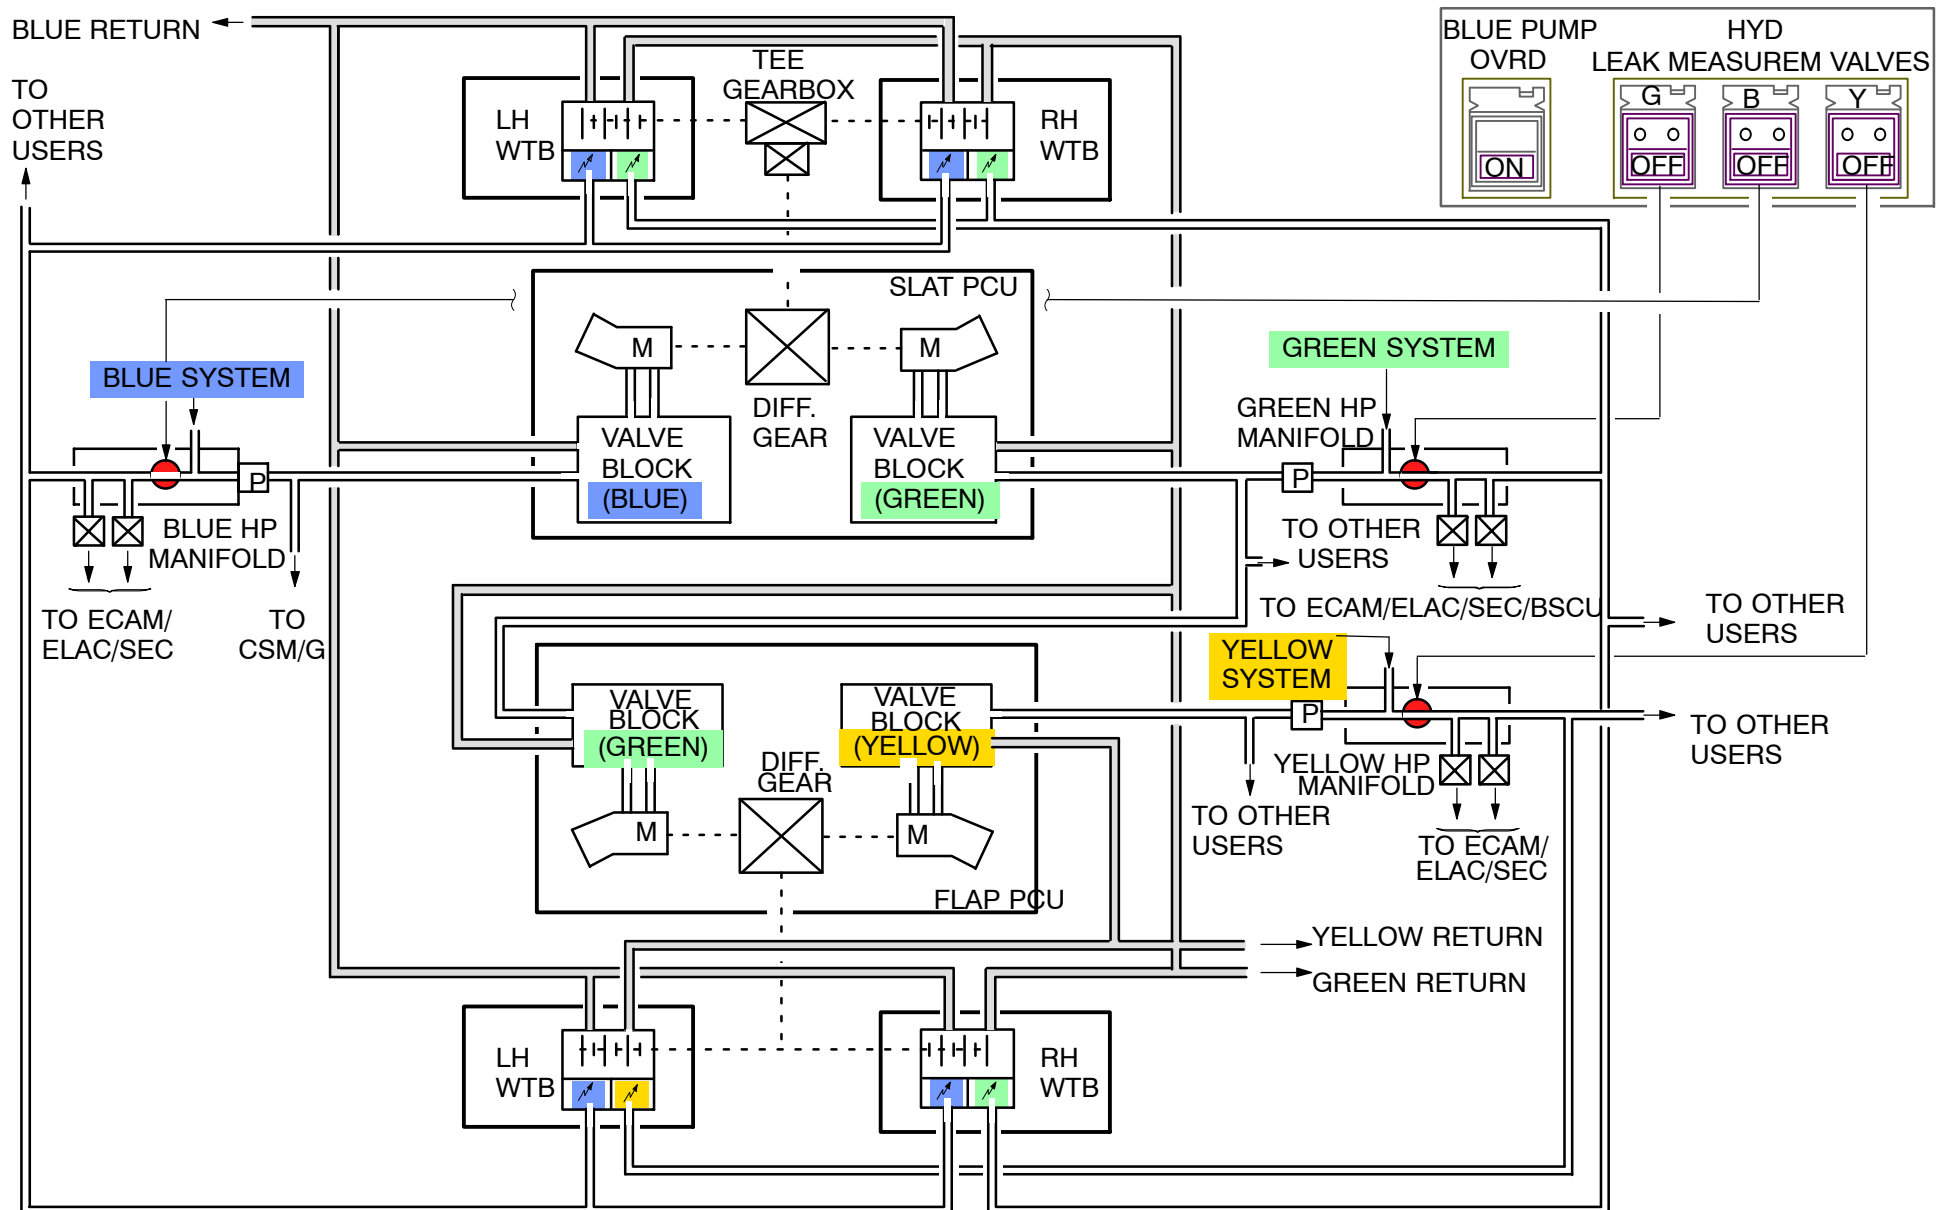 BLUE RETURN
TO
OTHER
USERS
TEE
GEARBOX
LH
WTB
RH
WTB
BLUE PUMP
OVRD
HYD
LEAK MEASUREM VALVES
G
B
Y
ON
OFF
OFF
OFF
SLAT PCU
BLUE SYSTEM
GREEN SYSTEM
M
M
DIFF.
GEAR
VALVE
BLOCK
(BLUE)
VALVE
BLOCK
(GREEN)
GREEN HP
MANIFOLD
P
P
BLUE HP
MANIFOLD
TO OTHER
USERS
TO ECAM/
ELAC/SEC
TO
CSM/G
TO ECAM/ELAC/SEC/BSCU
TO OTHER
USERS
YELLOW
SYSTEM
VALVE
BLOCK
(GREEN)
VALVE
BLOCK
(YELLOW)
P
TO OTHER
USERS
DIFF.
GEAR
YELLOW HP
MANIFOLD
M
M
TO OTHER
USERS
TO ECAM/
ELAC/SEC
FLAP PCU
YELLOW RETURN
GREEN RETURN
LH
WTB
RH
WTB